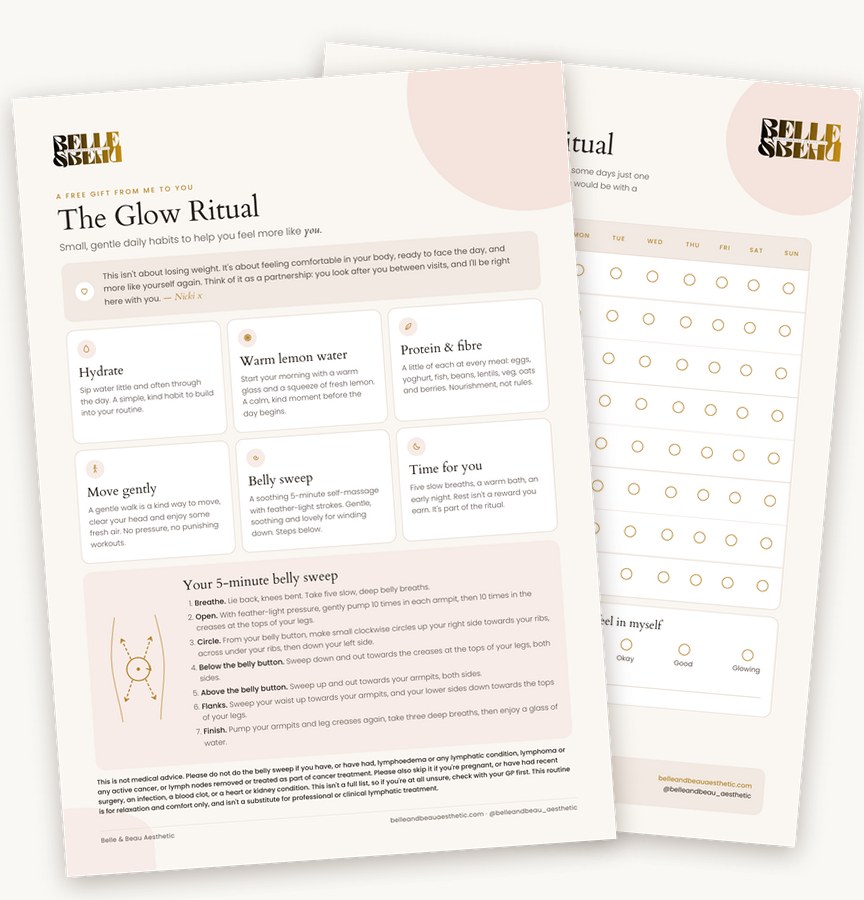 BELLE
&BEAU
A FREE GIFT FROM ME TO YOU
The Glow Ritual
Small, gentle daily habits to help you feel more like you.
This isn't about losing weight. It's about feeling comfortable in your body, ready to face the day, and
more like yourself again. Think of it as a partnership: you look after you between visits, and I'll be right
here with you. — Nicki x
Hydrate
Sip water little and often through
the day. A simple, kind habit to build
into your routine.
Warm lemon water
Start your morning with a warm
glass and a squeeze of fresh lemon.
A calm, kind moment before the
day begins.
Protein & fibre
A little of each at every meal: eggs,
yoghurt, fish, beans, lentils, veg, oats
and berries. Nourishment, not rules.
Move gently
A gentle walk is a kind way to move,
clear your head and enjoy some
fresh air. No pressure, no punishing
workouts.
Belly sweep
A soothing 5-minute self-massage
with feather-light strokes. Gentle,
soothing and lovely for winding
down. Steps below.
Time for you
Five slow breaths, a warm bath, an
early night. Rest isn't a reward you
earn. It's part of the ritual.
Your 5-minute belly sweep
1. Breathe. Lie back, knees bent. Take five slow, deep belly breaths.
2. Open. With feather-light pressure, gently pump 10 times in each armpit, then 10 times in the
creases at the tops of your legs.
3. Circle. From your belly button, make small clockwise circles up your right side towards your ribs,
across under your ribs, then down your left side.
4. Below the belly button. Sweep down and out towards the creases at the tops of your legs, both
sides.
5. Above the belly button. Sweep up and out towards your armpits, both sides.
6. Flanks. Sweep your waist up towards your armpits, and your lower sides down towards the tops
of your legs.
7. Finish. Pump your armpits and leg creases again, take three deep breaths, then enjoy a glass of
water.
This is not medical advice. Please do not do the belly sweep if you have, or have had, lymphoedema or any lymphatic condition, lymphoma or
any active cancer, or lymph nodes removed or treated as part of cancer treatment. Please also skip it if you're pregnant, or have had recent
surgery, an infection, a blood clot, or a heart or kidney condition. This isn't a full list, so if you're at all unsure, check with your GP first. This routine
is for relaxation and comfort only, and isn't a substitute for professional or clinical lymphatic treatment.
Belle & Beau Aesthetic
belleandbeauaesthetic.com · @belleandbeau_aesthetic
BELLE
&BEAU
itual
some days just one
would be with a
MON TUE WED THU FRI SAT SUN
feel in myself
Okay Good Glowing
belleandbeauaesthetic.com
@belleandbeau_aesthetic